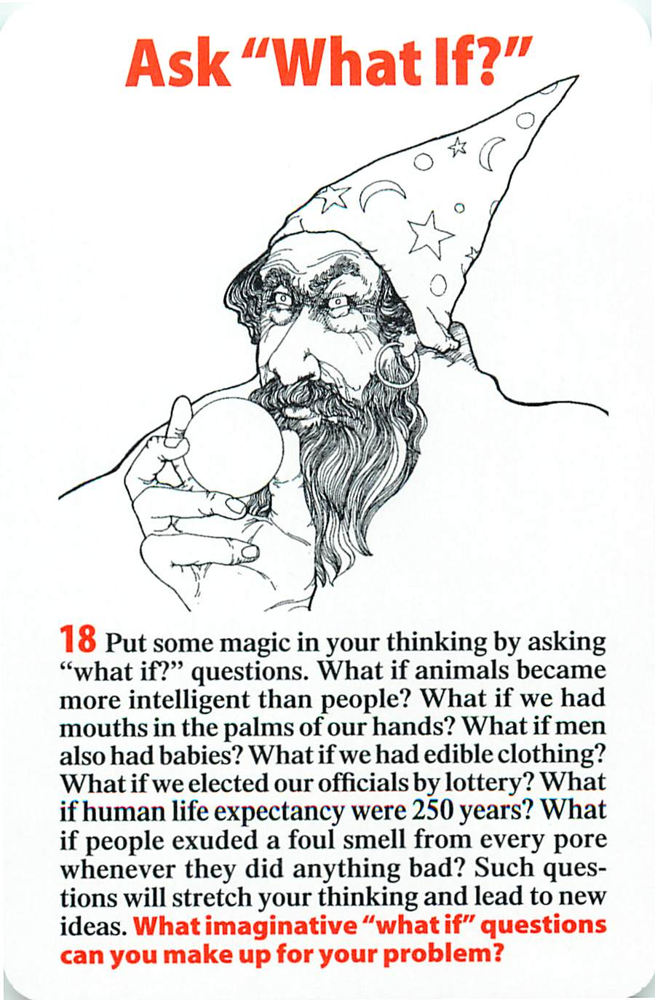 Ask “What If?”
18 Put some magic in your thinking by asking
“what if?” questions. What if animals became
more intelligent than people? What if we had
mouths in the palms of our hands? What if men
also had babies? What if we had edible clothing?
What if we elected our officials by lottery? What
if human life expectancy were 250 years? What
if people exuded a foul smell from every pore
whenever they did anything bad? Such ques-
tions will stretch your thinking and lead to new
ideas. What imaginative “what if” questions
can you make up for your problem?